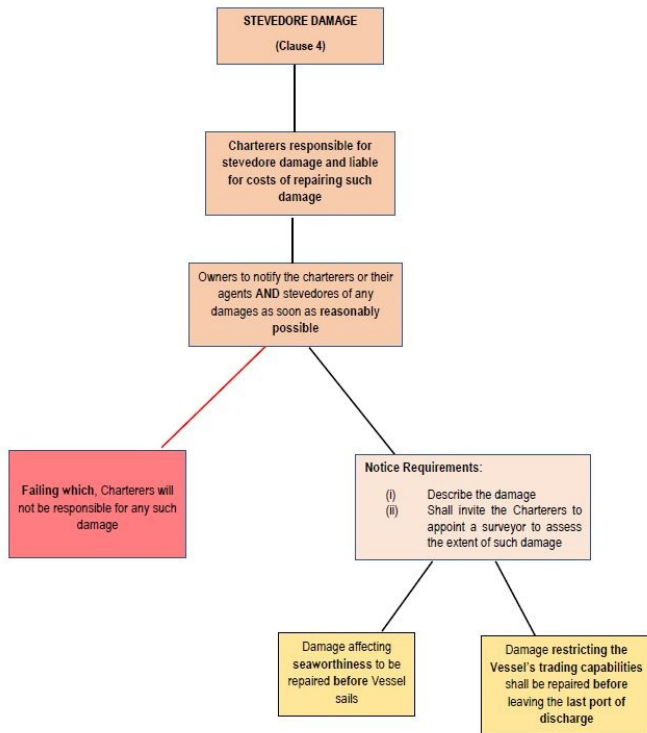 STEVEDORE DAMAGE
(Clause 4)
Charterers responsible for
stevedore damage and liable
for costs of repairing such
damage
Owners to notify the charterers or their
agents AND stevedores of any
damages as soon as reasonably
possible
Failing which, Charterers will
not be responsible for any such
damage
Notice Requirements:
(i) Describe the damage
(ii) Shall invite the Charterers to
appoint a surveyor to assess
the extent of such damage
Damage affecting
seaworthiness to be
repaired before Vessel
sails
Damage restricting the
Vessel's trading capabilities
shall be repaired before
leaving the last port of
discharge